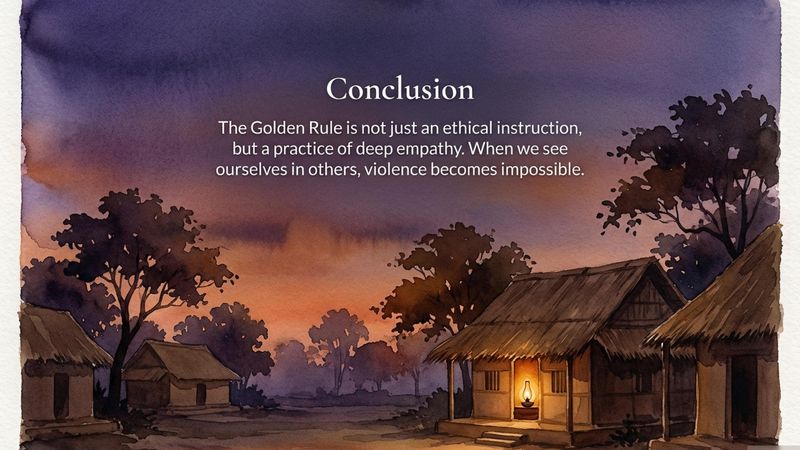 Conclusion
The Golden Rule is not just an ethical instruction,
but a practice of deep empathy. When we see
ourselves in others, violence becomes impossible.